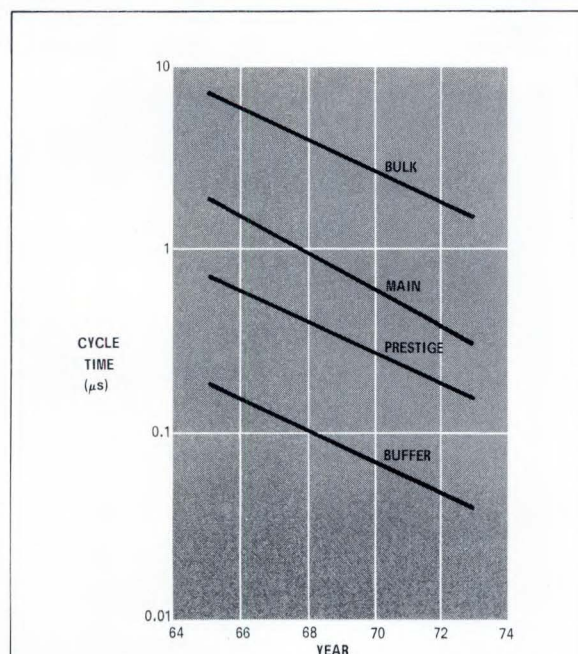 10
BULK
1
MAIN
CYCLE
TIME
(μs)
PRESTIGE
0.1
BUFFER
0.01
64 66 68 70 72 74
YEAR